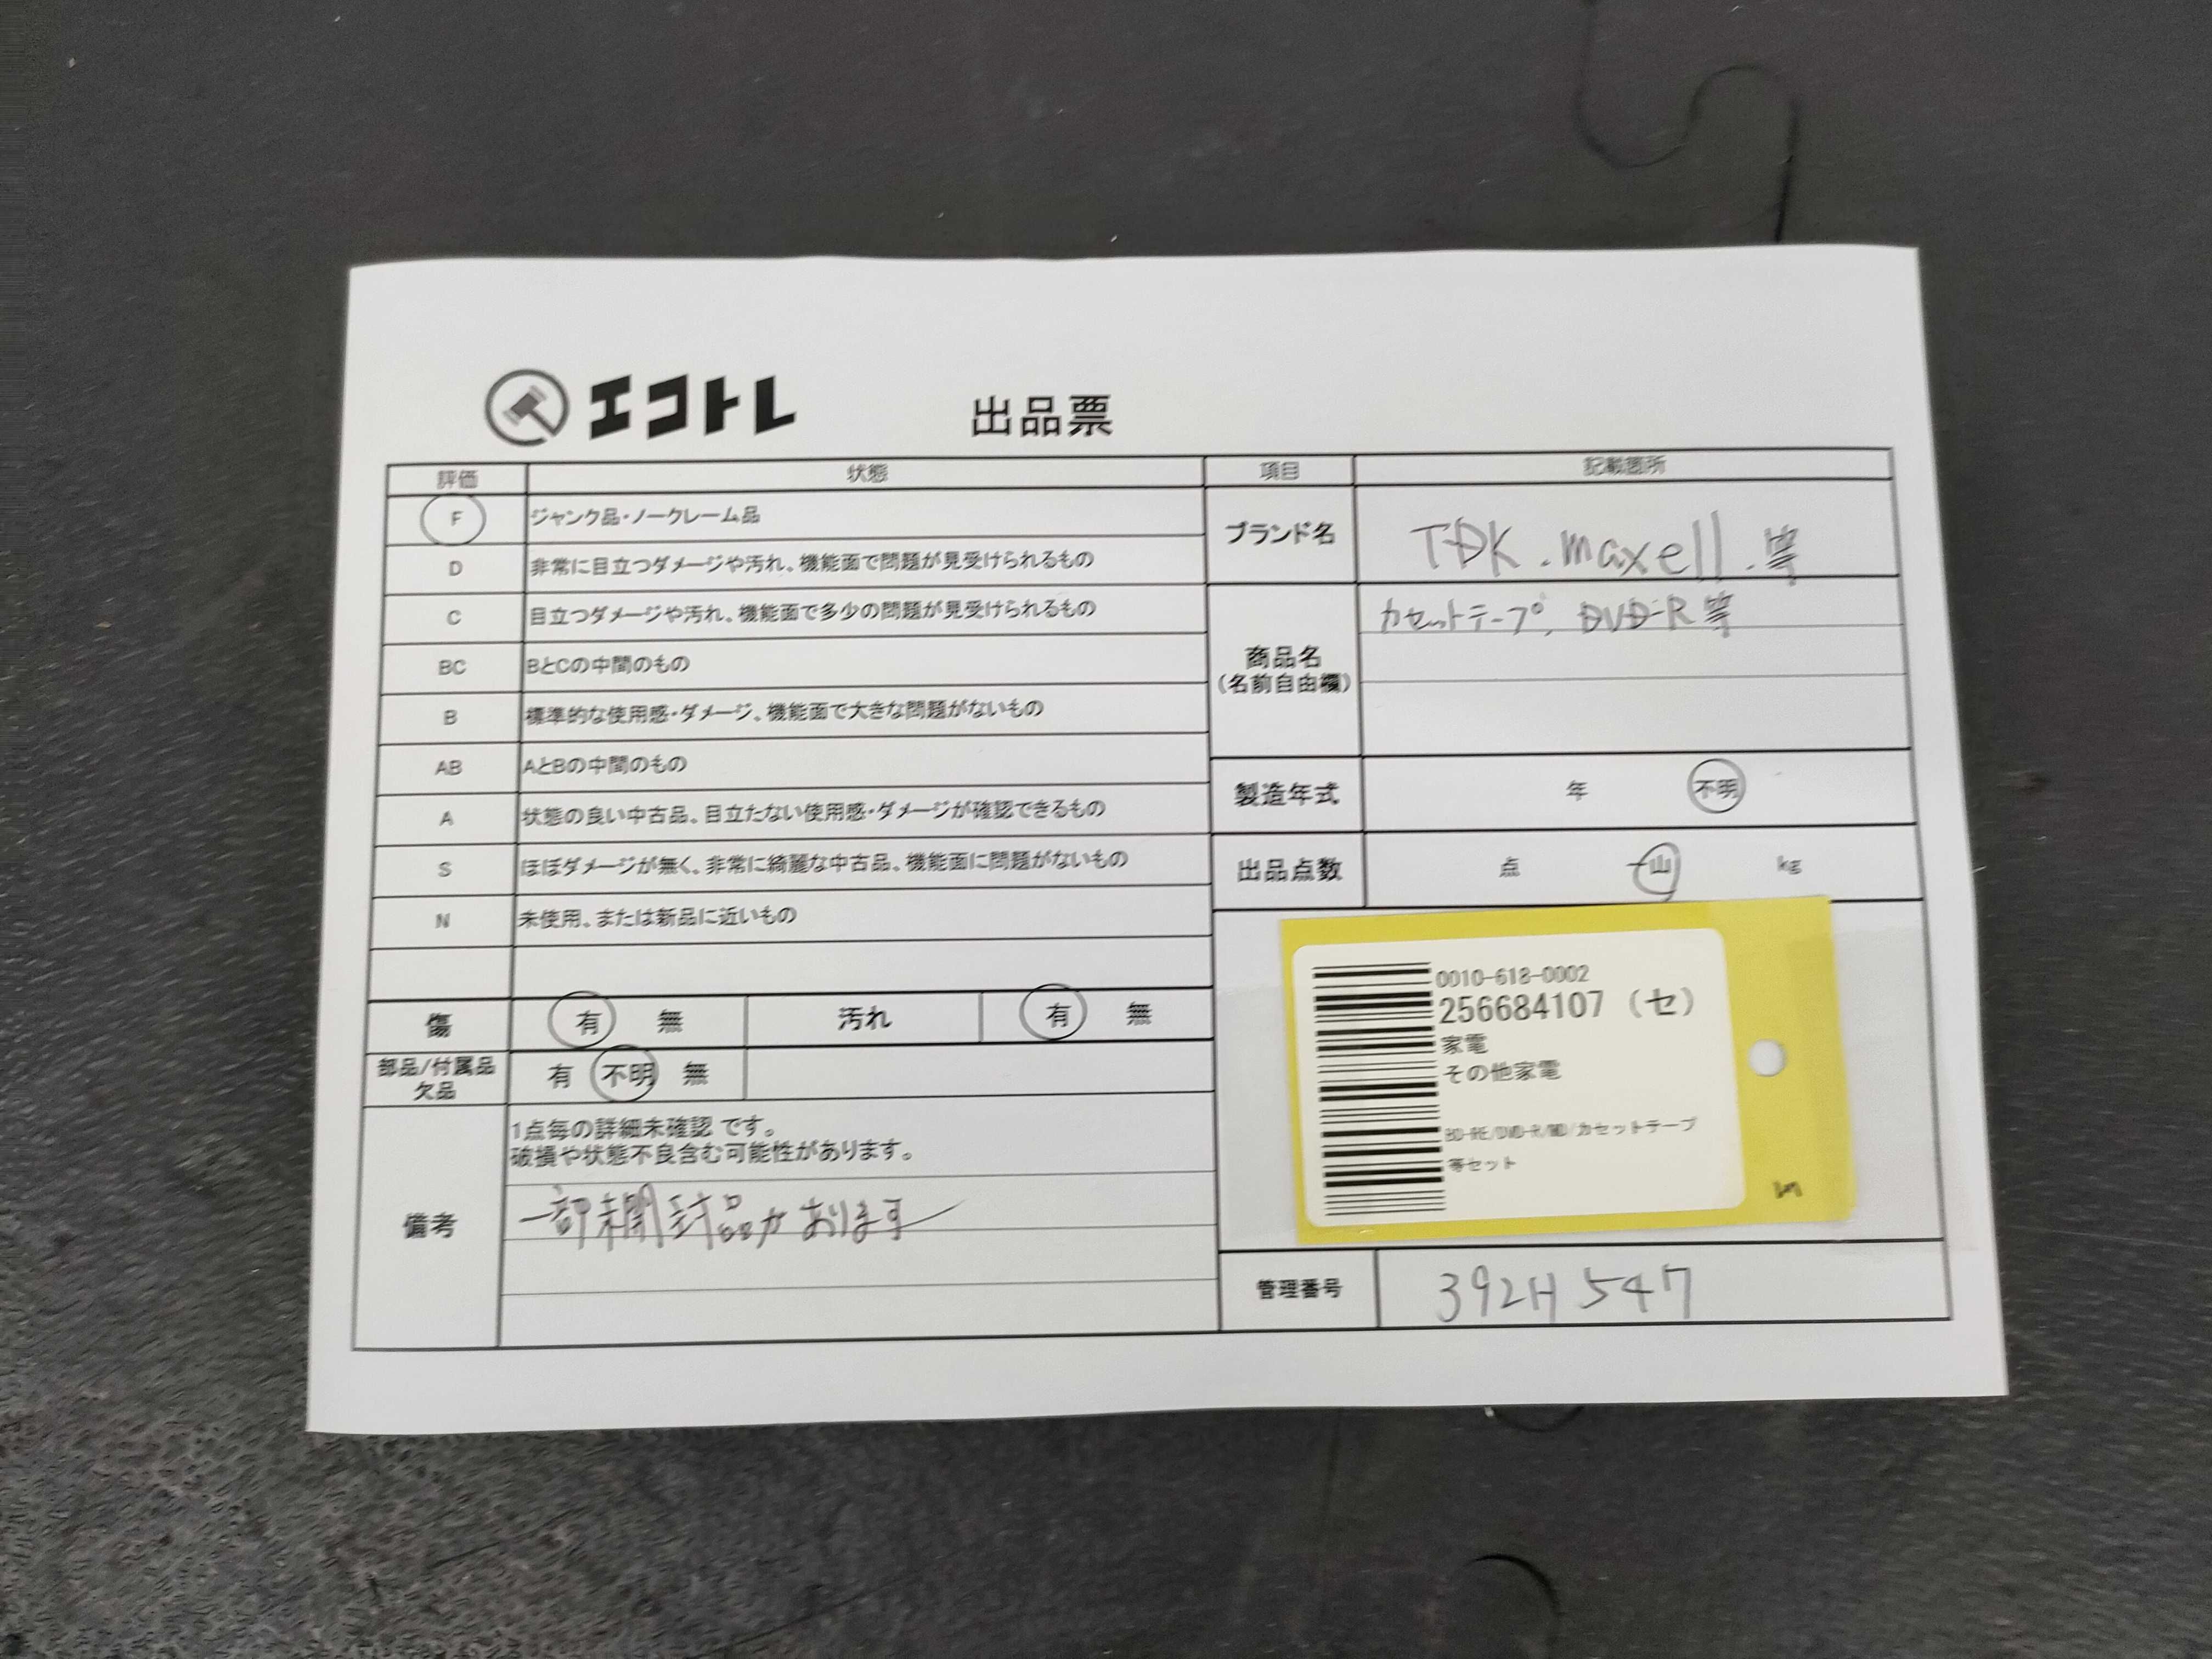 エコトレ 出品票
評価 状態
F ジャンク品・ノークレーム品
D 非常に目立つダメージや汚れ、機能面で問題が見受けられるもの
C 目立つダメージや汚れ、機能面で多少の問題が見受けられるもの
BC BとCの中間のもの
B 標準的な使用感・ダメージ、機能面で大きな問題がないもの
AB AとBの中間のもの
A 状態の良い中古品、目立たない使用感・ダメージが確認できるもの
S ほぼダメージが無く、非常に綺麗な中古品、機能面に問題がないもの
N 未使用、または新品に近いもの
傷 有 無 汚れ 有 無
部品/付属品
欠品 有 不明 無
備考
1点毎の詳細未確認 です。
破損や状態不良含む可能性があります。
一部未開封品があります
項目 記載箇所
ブランド名 TDK.maxell.等
商品名
(名前自由欄)
カセットテープ、DVD-R等
製造年式 年 不明
出品点数 点 一山 kg
0010-618-0002
256684107 (セ)
家電
その他家電
BD-RE/DVD-R/MD/カセットテープ
等セット
管理番号 392H547